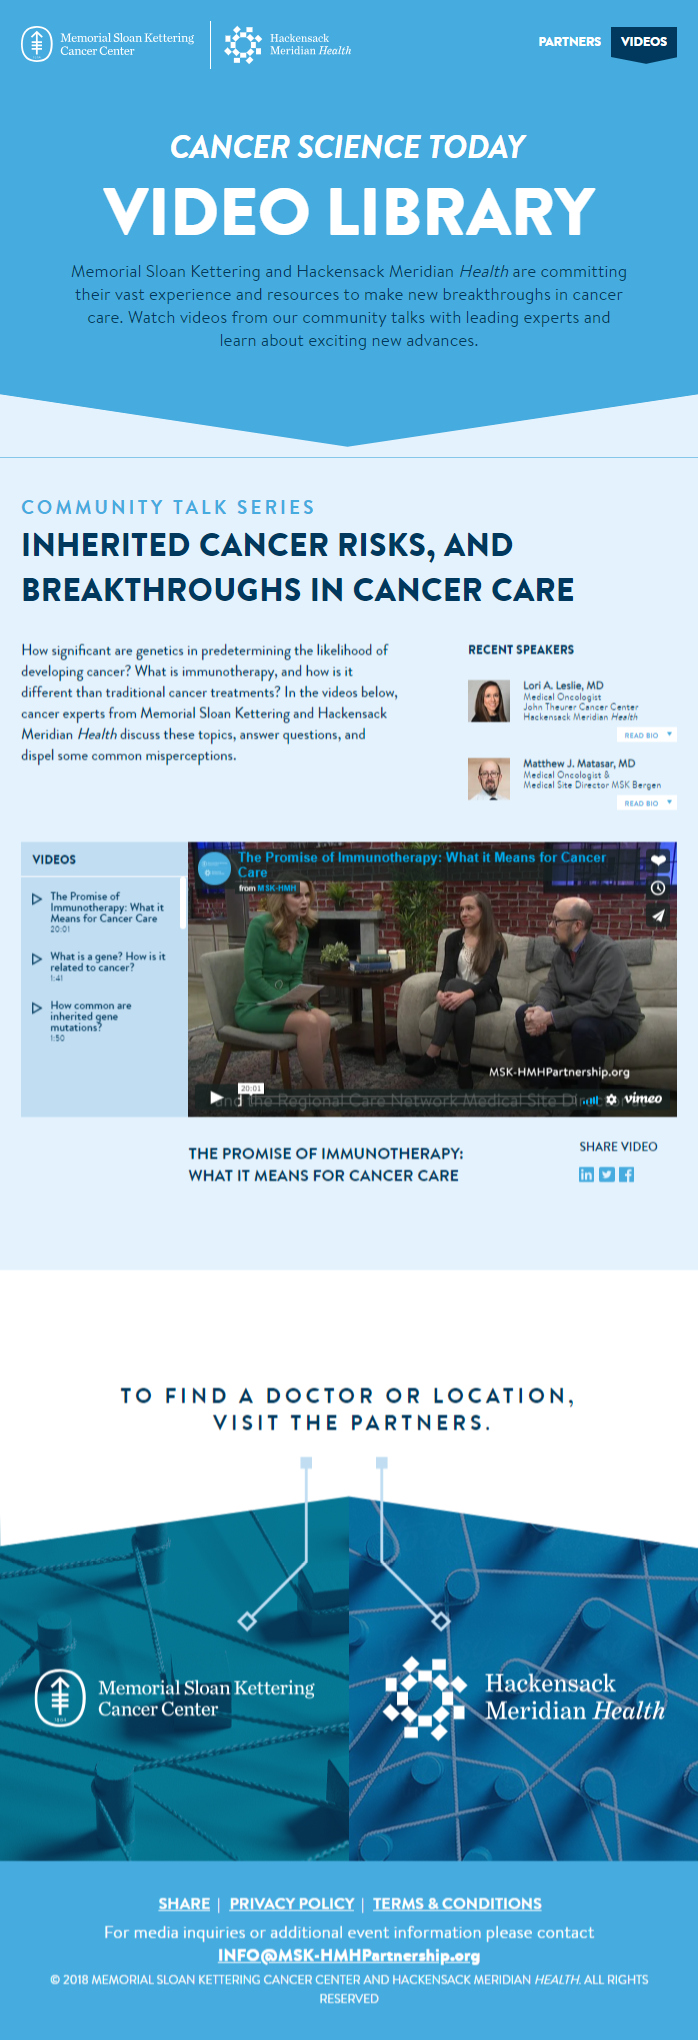 Memorial Sloan Kettering
Cancer Center
Hackensack
Meridian Health
PARTNERS
VIDEOS
CANCER SCIENCE TODAY
VIDEO LIBRARY
Memorial Sloan Kettering and Hackensack Meridian Health are committing
their vast experience and resources to make new breakthroughs in cancer
care. Watch videos from our community talks with leading experts and
learn about exciting new advances.
COMMUNITY TALK SERIES
INHERITED CANCER RISKS, AND
BREAKTHROUGHS IN CANCER CARE
How significant are genetics in predetermining the likelihood of
developing cancer? What is immunotherapy, and how is it
different than traditional cancer treatments? In the videos below,
cancer experts from Memorial Sloan Kettering and Hackensack
Meridian Health discuss these topics, answer questions, and
dispel some common misperceptions.
RECENT SPEAKERS
Lori A. Leslie, MD
Medical Oncologist
John Theurer Cancer Center
Hackensack Meridian Health
READ BIO
Matthew J. Matasar, MD
Medical Oncologist &
Medical Site Director MSK Bergen
READ BIO
VIDEOS
The Promise of
Immunotherapy: What it
Means for Cancer Care
20:01
What is a gene? How is it
related to cancer?
1:41
How common are
inherited gene
mutations?
1:50
The Promise of Immunotherapy: What it Means for Cancer
Care
from MSK-HMH
MSK-HMHPartnership.org
20:01
and the Regional Care Network Medical Site Dir
vimeo
THE PROMISE OF IMMUNOTHERAPY:
WHAT IT MEANS FOR CANCER CARE
SHARE VIDEO
TO FIND A DOCTOR OR LOCATION,
VISIT THE PARTNERS.
Memorial Sloan Kettering
Cancer Center
Hackensack
Meridian Health
SHARE | PRIVACY POLICY | TERMS & CONDITIONS
For media inquiries or additional event information please contact
INFO@MSK-HMHPartnership.org
© 2018 MEMORIAL SLOAN KETTERING CANCER CENTER AND HACKENSACK MERIDIAN HEALTH. ALL RIGHTS
RESERVED